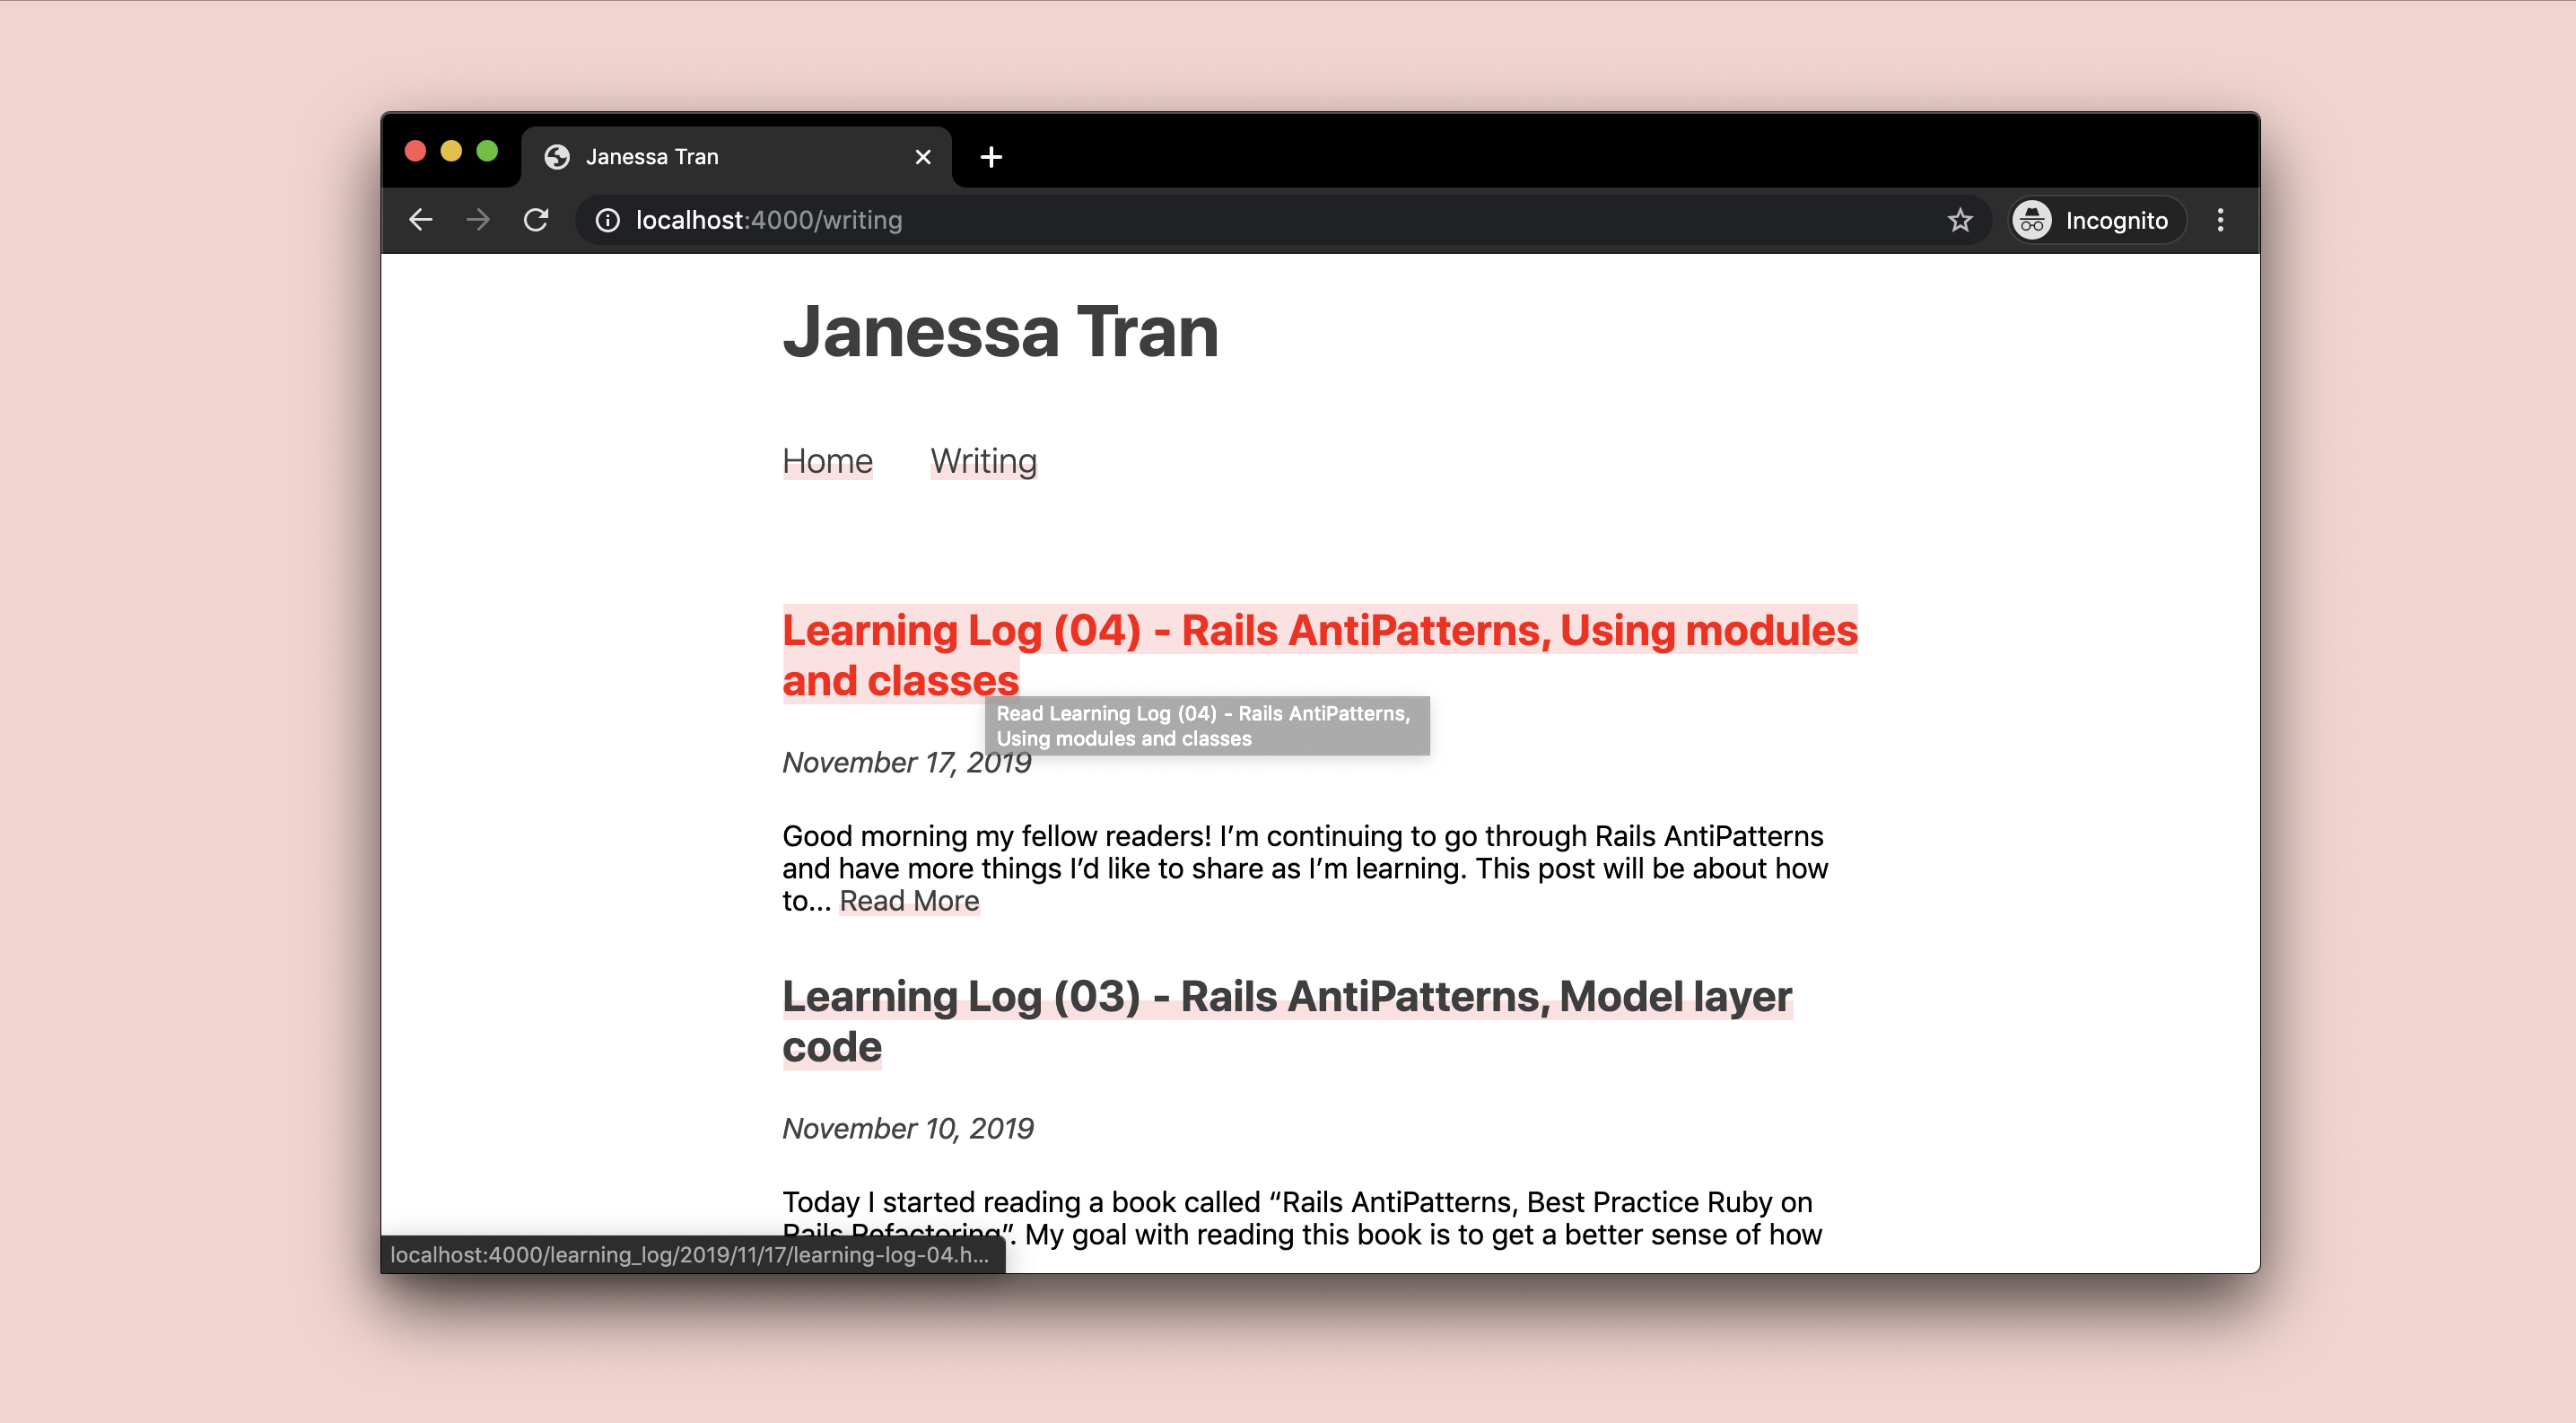 Janessa Tran
localhost:4000/writing
Incognito
Janessa Tran
Home Writing
Learning Log (04) - Rails AntiPatterns, Using modules
and classes
Read Learning Log (04) - Rails AntiPatterns,
Using modules and classes
November 17, 2019
Good morning my fellow readers! I’m continuing to go through Rails AntiPatterns
and have more things I’d like to share as I’m learning. This post will be about how
to... Read More
Learning Log (03) - Rails AntiPatterns, Model layer
code
November 10, 2019
Today I started reading a book called “Rails AntiPatterns, Best Practice Ruby on
Rails Refactoring”. My goal with reading this book is to get a better sense of how
localhost:4000/learning_log/2019/11/17/learning-log-04.h...